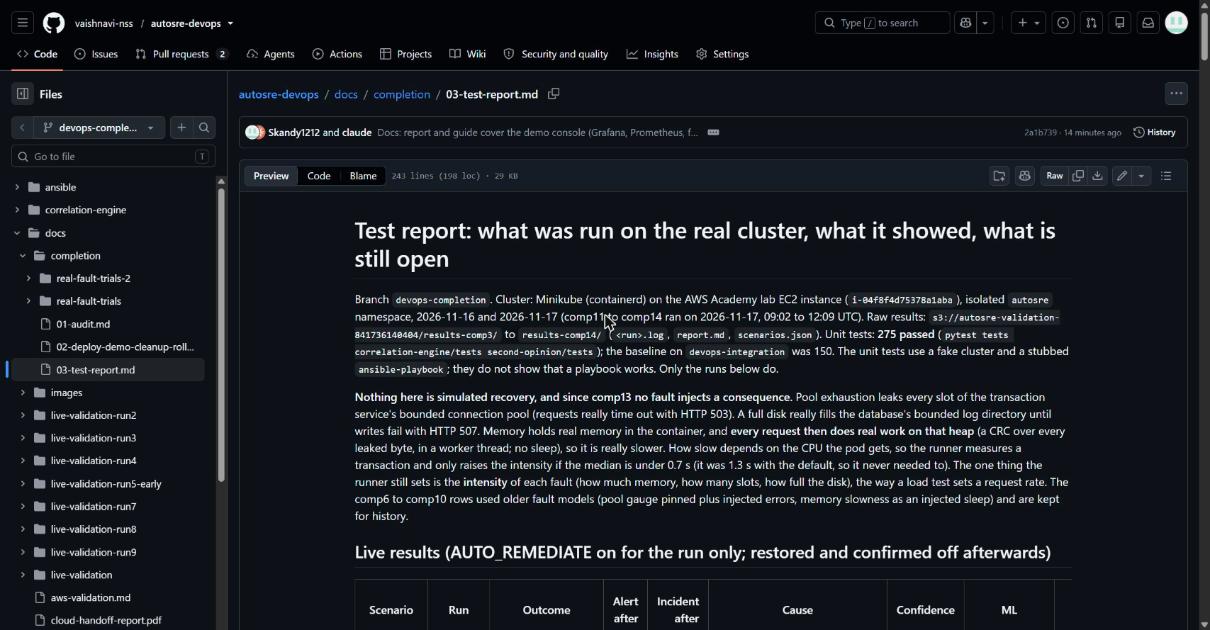 vaishnavi-nss / autosre-devops
Type / to search
Code Issues Pull requests 2 Agents Actions Projects Wiki Security and quality Insights Settings
Files
autosre-devops / docs / completion / 03-test-report.md
devops-comple...
Skandy1212 and claude Docs: report and guide cover the demo console (Grafana, Prometheus, f... 2a1b739 · 14 minutes ago History
Go to file T
Preview Code Blame 243 lines (198 loc) · 29 KB Raw
ansible
correlation-engine
docs
completion
real-fault-trials-2
real-fault-trials
01-audit.md
02-deploy-demo-cleanup-roll...
03-test-report.md
images
live-validation-run2
live-validation-run3
live-validation-run4
live-validation-run5-early
live-validation-run7
live-validation-run8
live-validation-run9
live-validation
aws-validation.md
cloud-handoff-report.pdf
Test report: what was run on the real cluster, what it showed, what is
still open
Branch devops-completion . Cluster: Minikube (containerd) on the AWS Academy lab EC2 instance ( i-04f8f4d75378a1aba ), isolated autosre
namespace, 2026-11-16 and 2026-11-17 (comp11 to comp14 ran on 2026-11-17, 09:02 to 12:09 UTC). Raw results: s3://autosre-validation-
841736140404/results-comp3/ to results-comp14/ ( <run>.log , report.md , scenarios.json ). Unit tests: 275 passed ( pytest tests
correlation-engine/tests second-opinion/tests ); the baseline on devops-integration was 150. The unit tests use a fake cluster and a stubbed
ansible-playbook ; they do not show that a playbook works. Only the runs below do.
Nothing here is simulated recovery, and since comp13 no fault injects a consequence. Pool exhaustion leaks every slot of the transaction
service's bounded connection pool (requests really time out with HTTP 503). A full disk really fills the database's bounded log directory until
writes fail with HTTP 507. Memory holds real memory in the container, and every request then does real work on that heap (a CRC over every
leaked byte, in a worker thread; no sleep), so it is really slower. How slow depends on the CPU the pod gets, so the runner measures a
transaction and only raises the intensity if the median is under 0.7 s (it was 1.3 s with the default, so it never needed to). The one thing the
runner still sets is the intensity of each fault (how much memory, how many slots, how full the disk), the way a load test sets a request rate. The
comp6 to comp10 rows used older fault models (pool gauge pinned plus injected errors, memory slowness as an injected sleep) and are kept
for history.
Live results (AUTO_REMEDIATE on for the run only; restored and confirmed off afterwards)
Scenario Run Outcome Alert after Incident after Cause Confidence ML